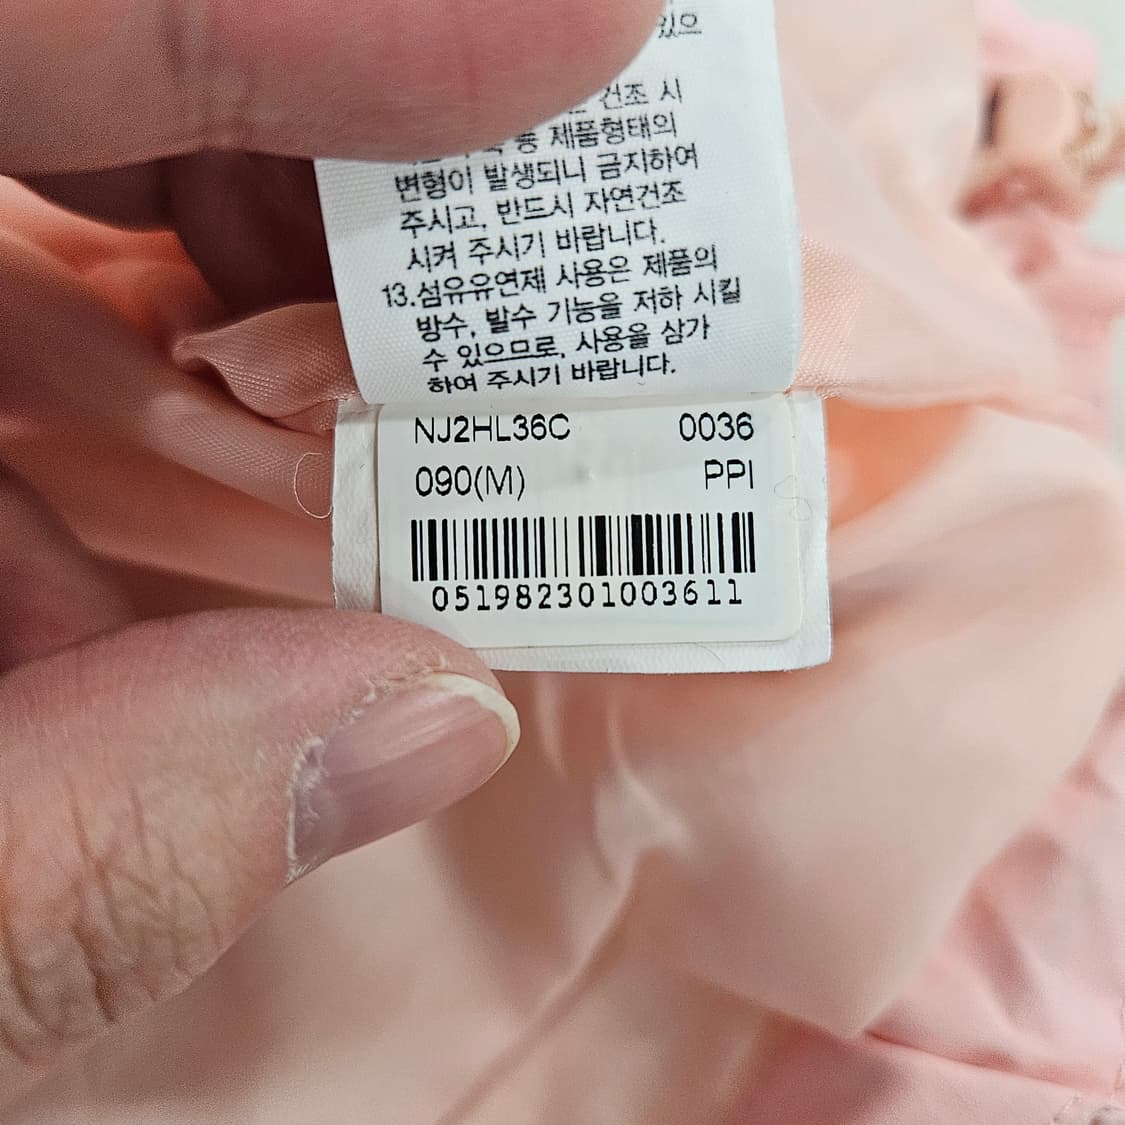 있으
건조 시
등 제품형태의
변형이 발생되니 금지하여
주시고, 반드시 자연건조
시켜 주시기 바랍니다.
13.섬유유연제 사용은 제품의
방수, 발수 기능을 저하 시킬
수 있으므로, 사용을 삼가
하여 주시기 바랍니다.
NJ2HL36C 0036
090(M) PPI
051982301003611